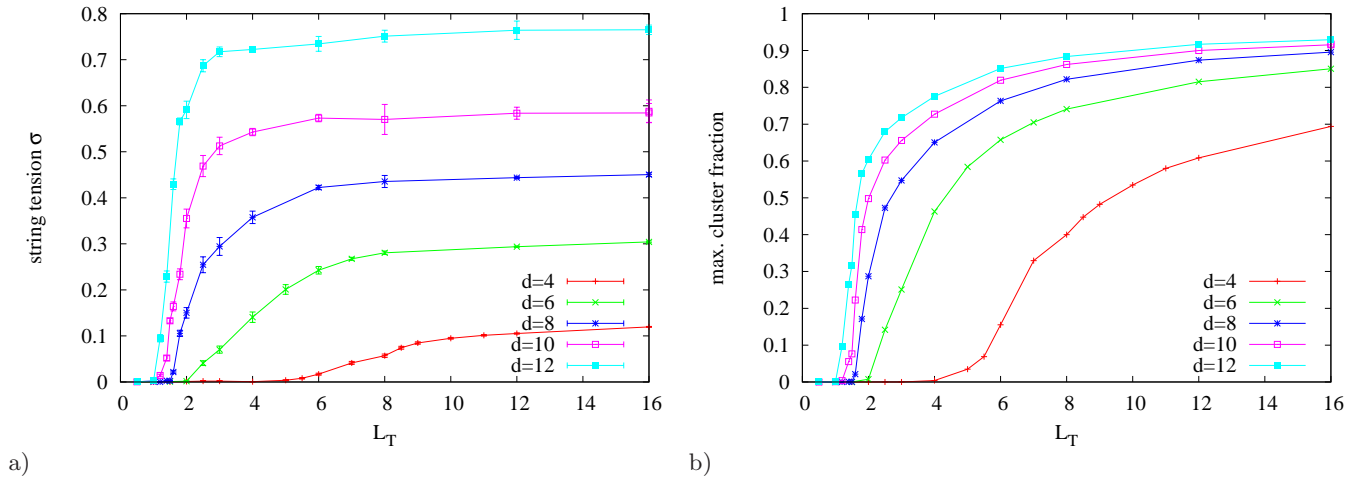 0.8
0.7
0.6
0.5
0.4
0.3
0.2
0.1
0
string tension σ
0 2 4 6 8 10 12 14 16
L_T
d=4
d=6
d=8
d=10
d=12
a)
1
0.9
0.8
0.7
0.6
0.5
0.4
0.3
0.2
0.1
0
max. cluster fraction
0 2 4 6 8 10 12 14 16
L_T
d=4
d=6
d=8
d=10
d=12
b)